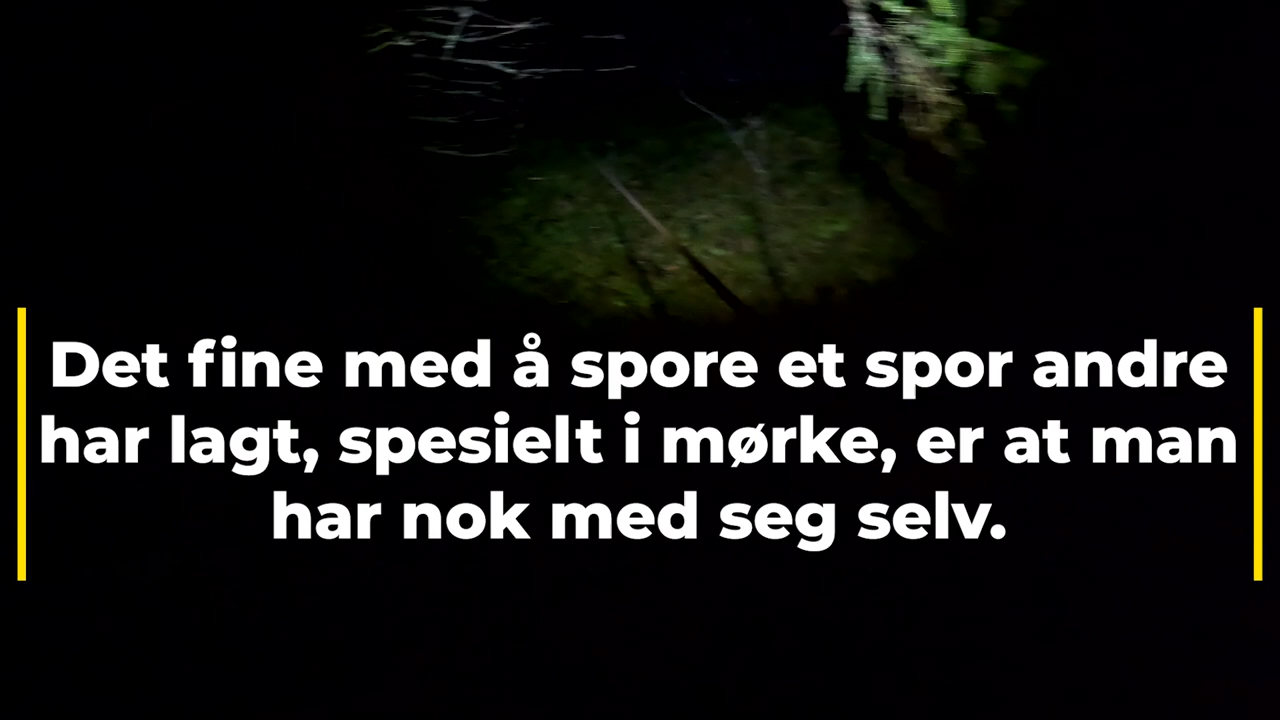 Det fine med å spore et spor andre
har lagt, spesielt i mørke, er at man
har nok med seg selv.